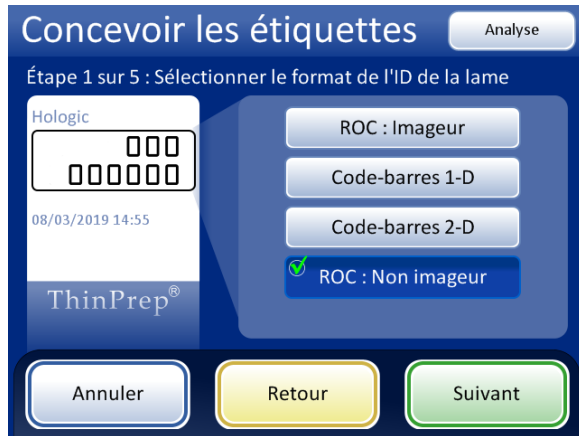 Concevoir les étiquettes
Analyse
Étape 1 sur 5 : Sélectionner le format de l'ID de la lame
Hologic
000
000000
08/03/2019 14:55
ThinPrep®
ROC : Imageur
Code-barres 1-D
Code-barres 2-D
ROC : Non imageur
Annuler
Retour
Suivant